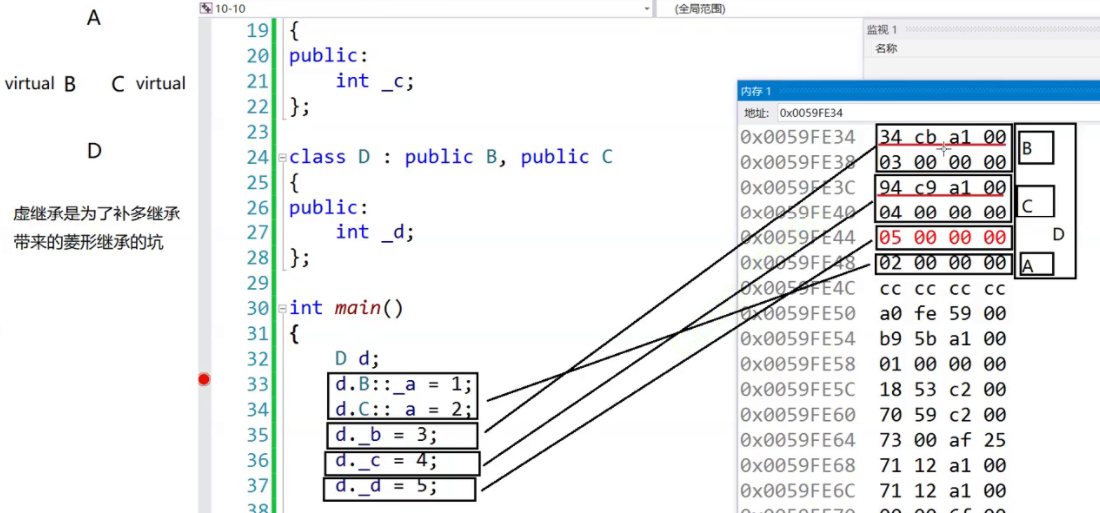 A
virtual B C virtual
D
虚继承是为了补多继承
带来的菱形继承的坑
10-10
(全局范围)
19 {
20 public:
21 int _c;
22 };
23
24 class D : public B, public C
25 {
26 public:
27 int _d;
28 };
29
30 int main()
31 {
32 D d;
33 d.B::_a = 1;
34 d.C::_a = 2;
35 d._b = 3;
36 d._c = 4;
37 d._d = 5;
38
监视 1
名称
内存 1
地址: 0x0059FE34
0x0059FE34 34 cb a1 00
0x0059FE38 03 00 00 00
0x0059FE3C 94 c9 a1 00
0x0059FE40 04 00 00 00
0x0059FE44 05 00 00 00
0x0059FE48 02 00 00 00
0x0059FE4C cc cc cc cc
0x0059FE50 a0 fe 59 00
0x0059FE54 b9 5b a1 00
0x0059FE58 01 00 00 00
0x0059FE5C 18 53 c2 00
0x0059FE60 70 59 c2 00
0x0059FE64 73 00 af 25
0x0059FE68 71 12 a1 00
0x0059FE6C 71 12 a1 00
B
C
D
A